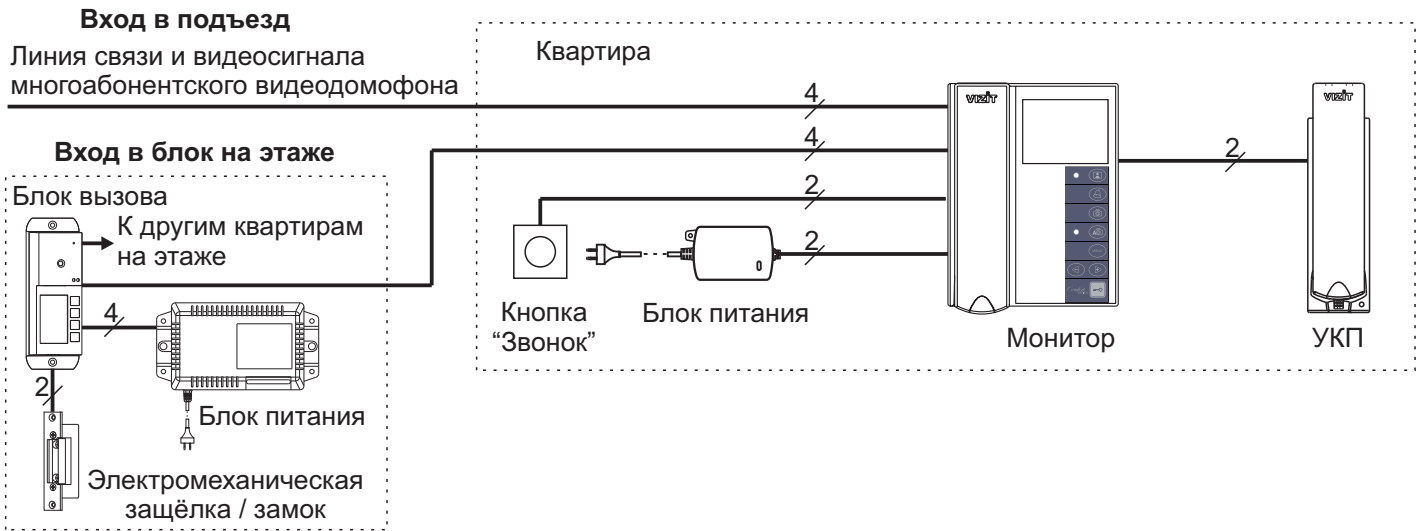 Вход в подъезд
Линия связи и видеосигнала
многоабонентского видеодомофона
Квартира
4
4
2
2
2
VIZIT
VIZIT
Кнопка
“Звонок”
Блок питания
Монитор
УКП
Вход в блок на этаже
Блок вызова
К другим квартирам
на этаже
4
2
Блок питания
Электромеханическая
защёлка / замок